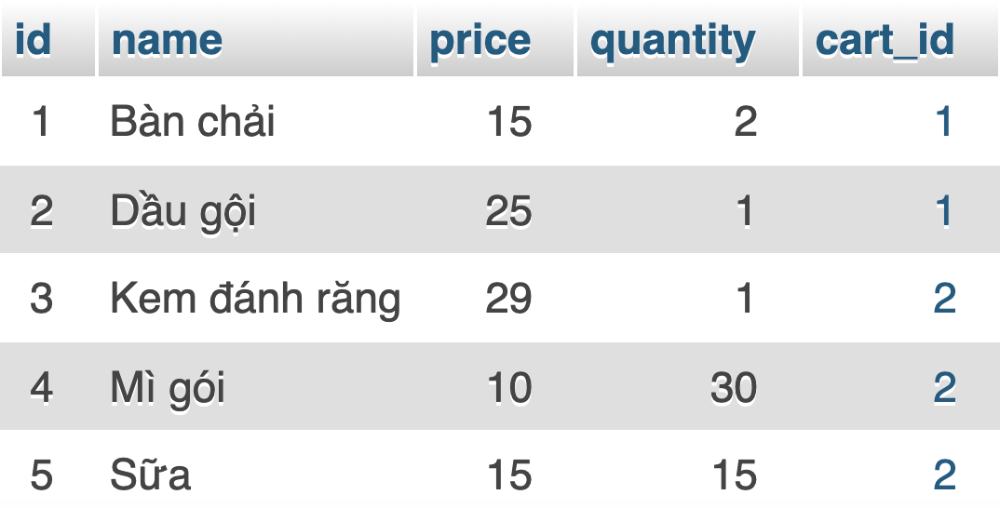 id name price quantity cart_id
1 Bàn chải 15 2 1
2 Dầu gội 25 1 1
3 Kem đánh răng 29 1 2
4 Mì gói 10 30 2
5 Sữa 15 15 2